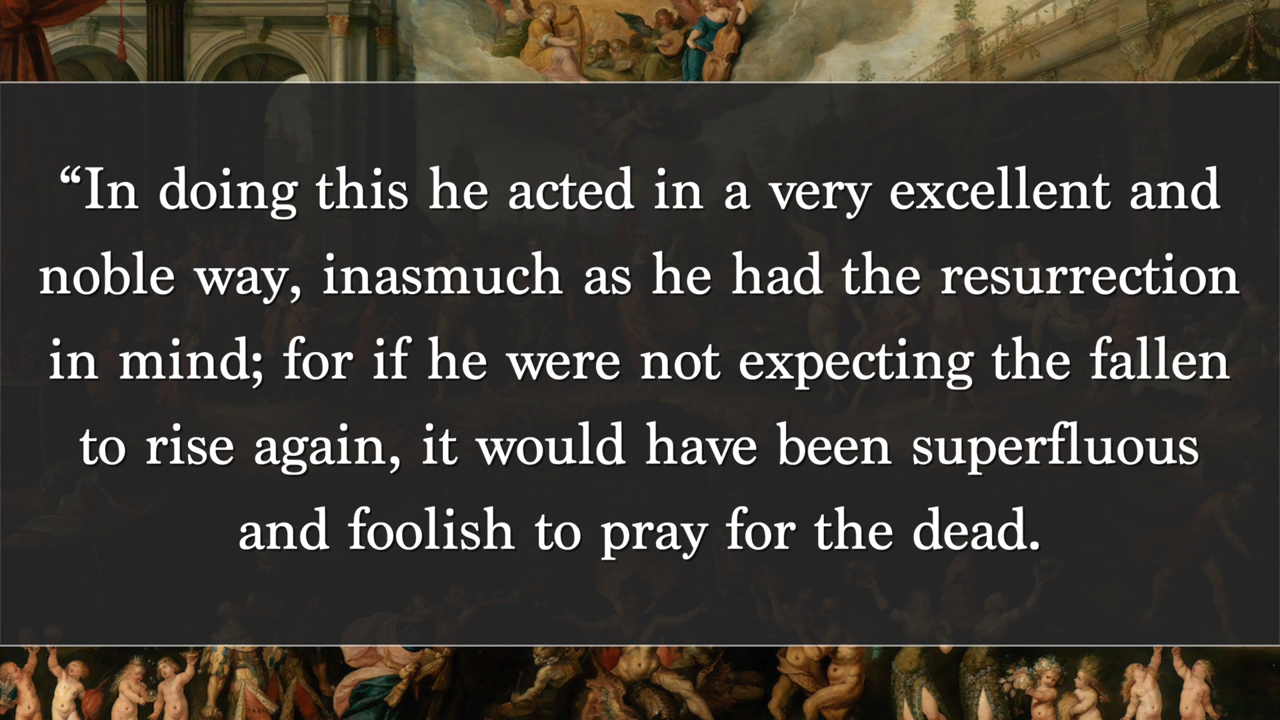 “In doing this he acted in a very excellent and
noble way, inasmuch as he had the resurrection
in mind; for if he were not expecting the fallen
to rise again, it would have been superfluous
and foolish to pray for the dead.